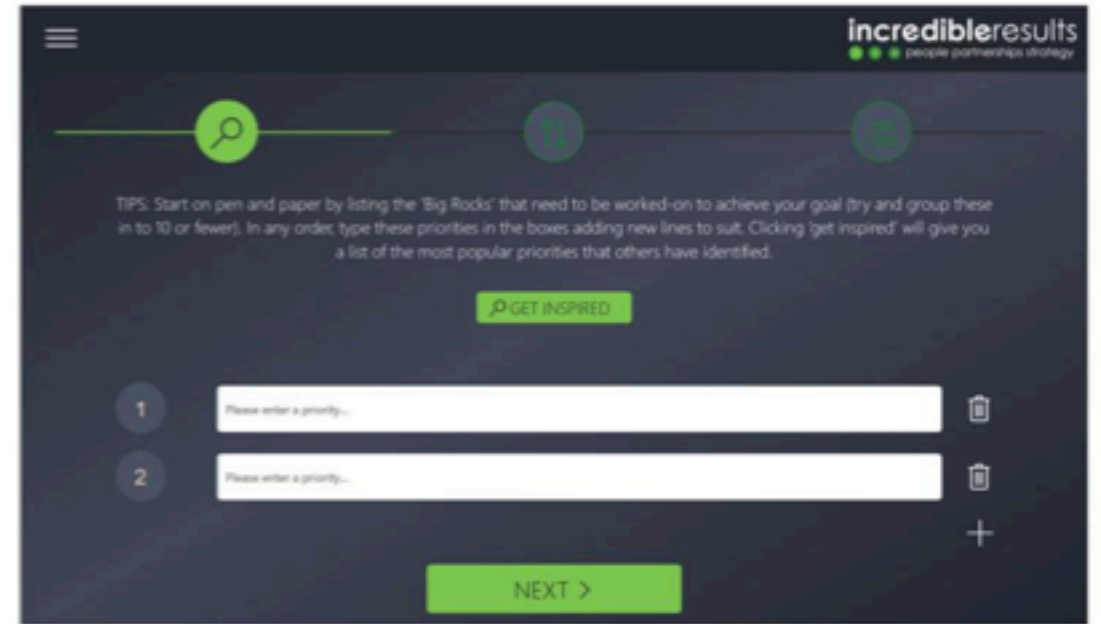 incredibleresults
people partnerships strategy
TIPS: Start on pen and paper by listing the 'Big Rocks' that need to be worked-on to achieve your goal (try and group these
in to 10 or fewer). In any order, type these priorities in the boxes adding new lines to suit. Clicking 'get inspired' will give you
a list of the most popular priorities that others have identified.
GET INSPIRED
1
Please enter a priority...
2
Please enter a priority...
NEXT >